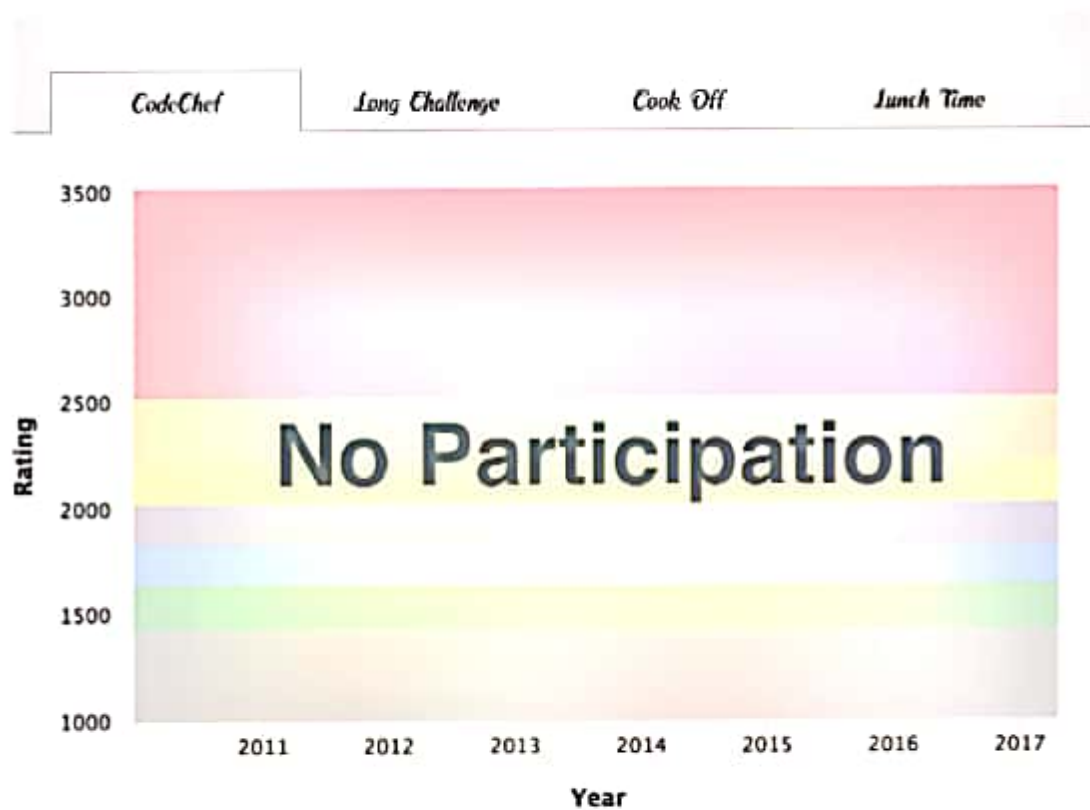 CodeChef Long Challenge Cook Off Lunch Time
3500
3000
2500
No Participation
Rating
2000
1500
1000
2011 2012 2013 2014 2015 2016 2017
Year